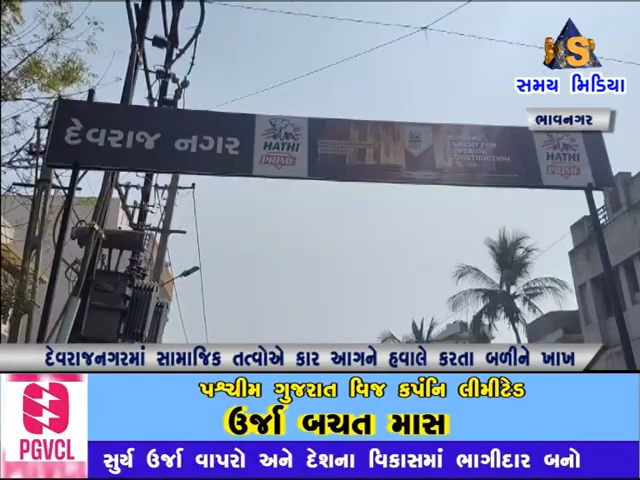 S
સમય મિડિયા
ભાવનગર
દેવરાજ નગર
HATHI
PRIME
HATHI
PRIME
દેવરાજનગરમાં સામાજિક તત્વોએ કાર આગને હવાલે કરતા બળીને ખાખ
પશ્ચીમ ગુજરાત વિજ કપંનિ લીમીટેડ
ઉર્જા બચત માસ
PGVCL
સુર્ય ઉર્જા વાપરો અને દેશના વિકાસમાં ભાગીદાર બનો